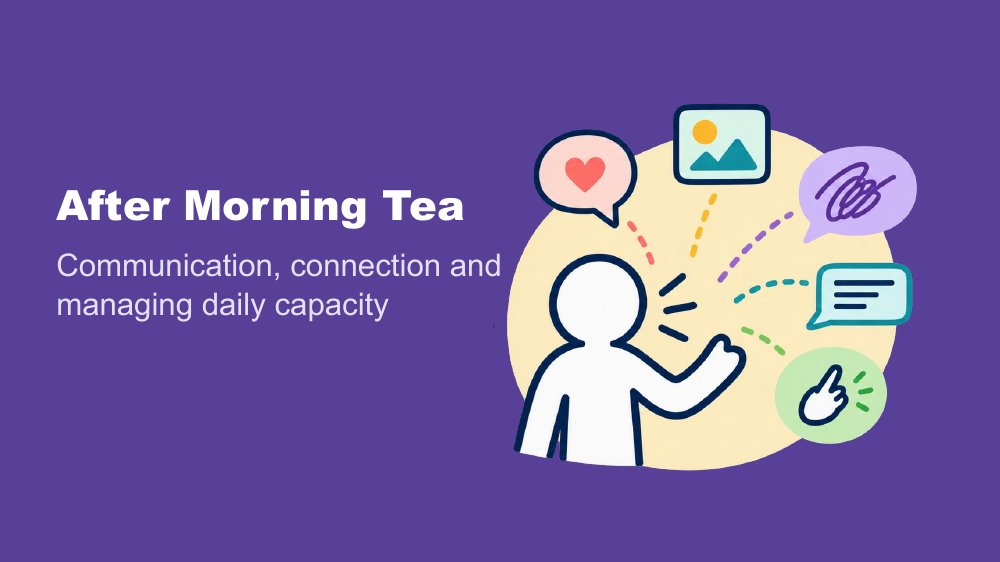 After Morning Tea
Communication, connection and
managing daily capacity